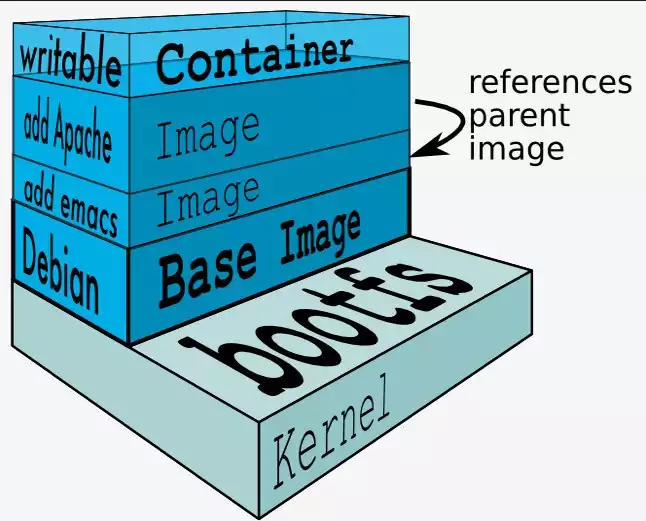 writable Container
add Apache Image
add emacs Image
Debian Base Image
bootfs
Kernel
references
parent
image